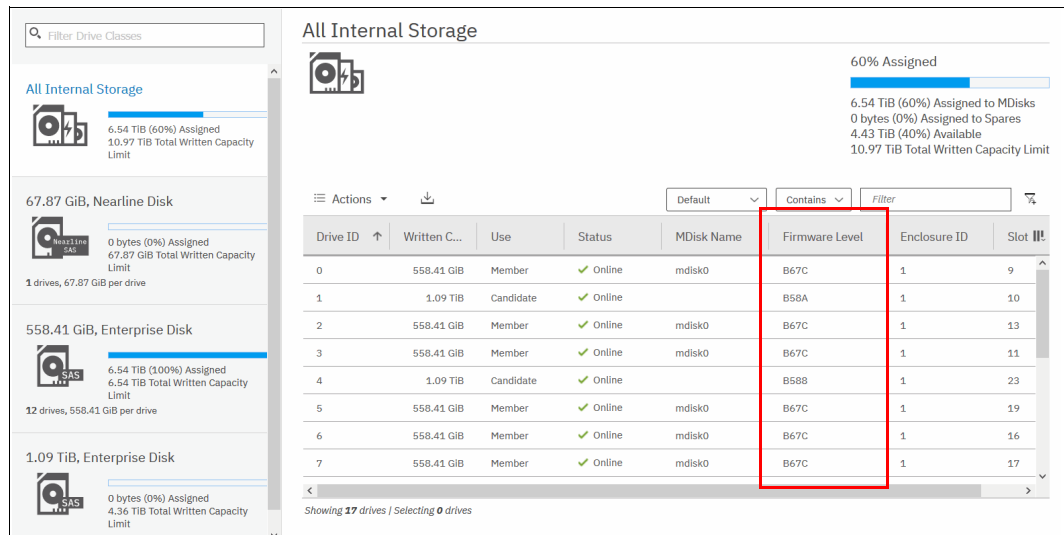 Filter Drive Classes
All Internal Storage
6.54 TiB (60%) Assigned
10.97 TiB Total Written Capacity
Limit
67.87 GiB, Nearline Disk
Nearline
SAS
0 bytes (0%) Assigned
67.87 GiB Total Written Capacity
Limit
1 drives, 67.87 GiB per drive
558.41 GiB, Enterprise Disk
SAS
6.54 TiB (100%) Assigned
6.54 TiB Total Written Capacity
Limit
12 drives, 558.41 GiB per drive
1.09 TiB, Enterprise Disk
SAS
0 bytes (0%) Assigned
4.36 TiB Total Written Capacity
Limit
All Internal Storage
60% Assigned
6.54 TiB (60%) Assigned to MDisks
0 bytes (0%) Assigned to Spares
4.43 TiB (40%) Available
10.97 TiB Total Written Capacity Limit
Actions Default Contains Filter
Drive ID Written C... Use Status MDisk Name Firmware Level Enclosure ID Slot
0 558.41 GiB Member Online mdisk0 B67C 1 9
1 1.09 TiB Candidate Online B58A 1 10
2 558.41 GiB Member Online mdisk0 B67C 1 13
3 558.41 GiB Member Online mdisk0 B67C 1 11
4 1.09 TiB Candidate Online B588 1 23
5 558.41 GiB Member Online mdisk0 B67C 1 19
6 558.41 GiB Member Online mdisk0 B67C 1 16
7 558.41 GiB Member Online mdisk0 B67C 1 17
Showing 17 drives | Selecting 0 drives